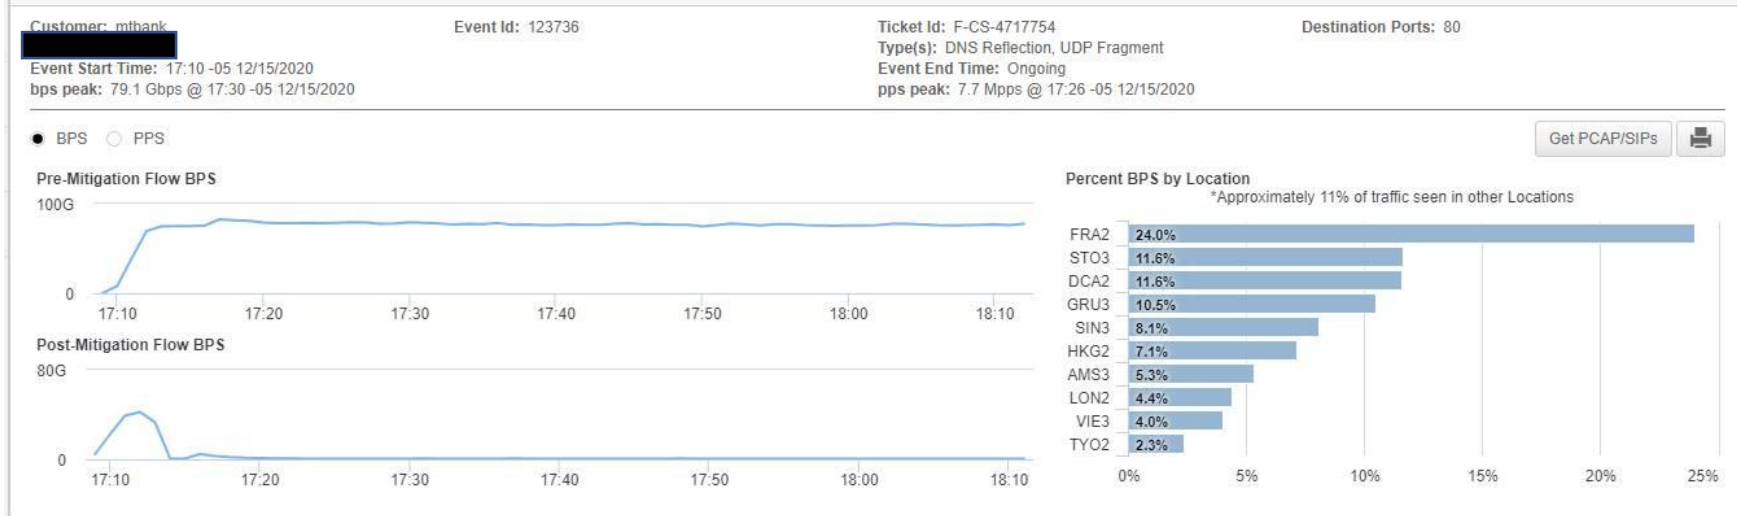 Customer: mtbank Event Id: 123736 Ticket Id: F-CS-4717754 Destination Ports: 80
Type(s): DNS Reflection, UDP Fragment
Event Start Time: 17:10 -05 12/15/2020 Event End Time: Ongoing
bps peak: 79.1 Gbps @ 17:30 -05 12/15/2020 pps peak: 7.7 Mpps @ 17:26 -05 12/15/2020
BPS PPS Get PCAP/SIPs
Pre-Mitigation Flow BPS
100G
0
17:10 17:20 17:30 17:40 17:50 18:00 18:10
Post-Mitigation Flow BPS
80G
0
17:10 17:20 17:30 17:40 17:50 18:00 18:10
Percent BPS by Location
*Approximately 11% of traffic seen in other Locations
FRA2 24.0%
STO3 11.6%
DCA2 11.6%
GRU3 10.5%
SIN3 8.1%
HKG2 7.1%
AMS3 5.3%
LON2 4.4%
VIE3 4.0%
TYO2 2.3%
0% 5% 10% 15% 20% 25%